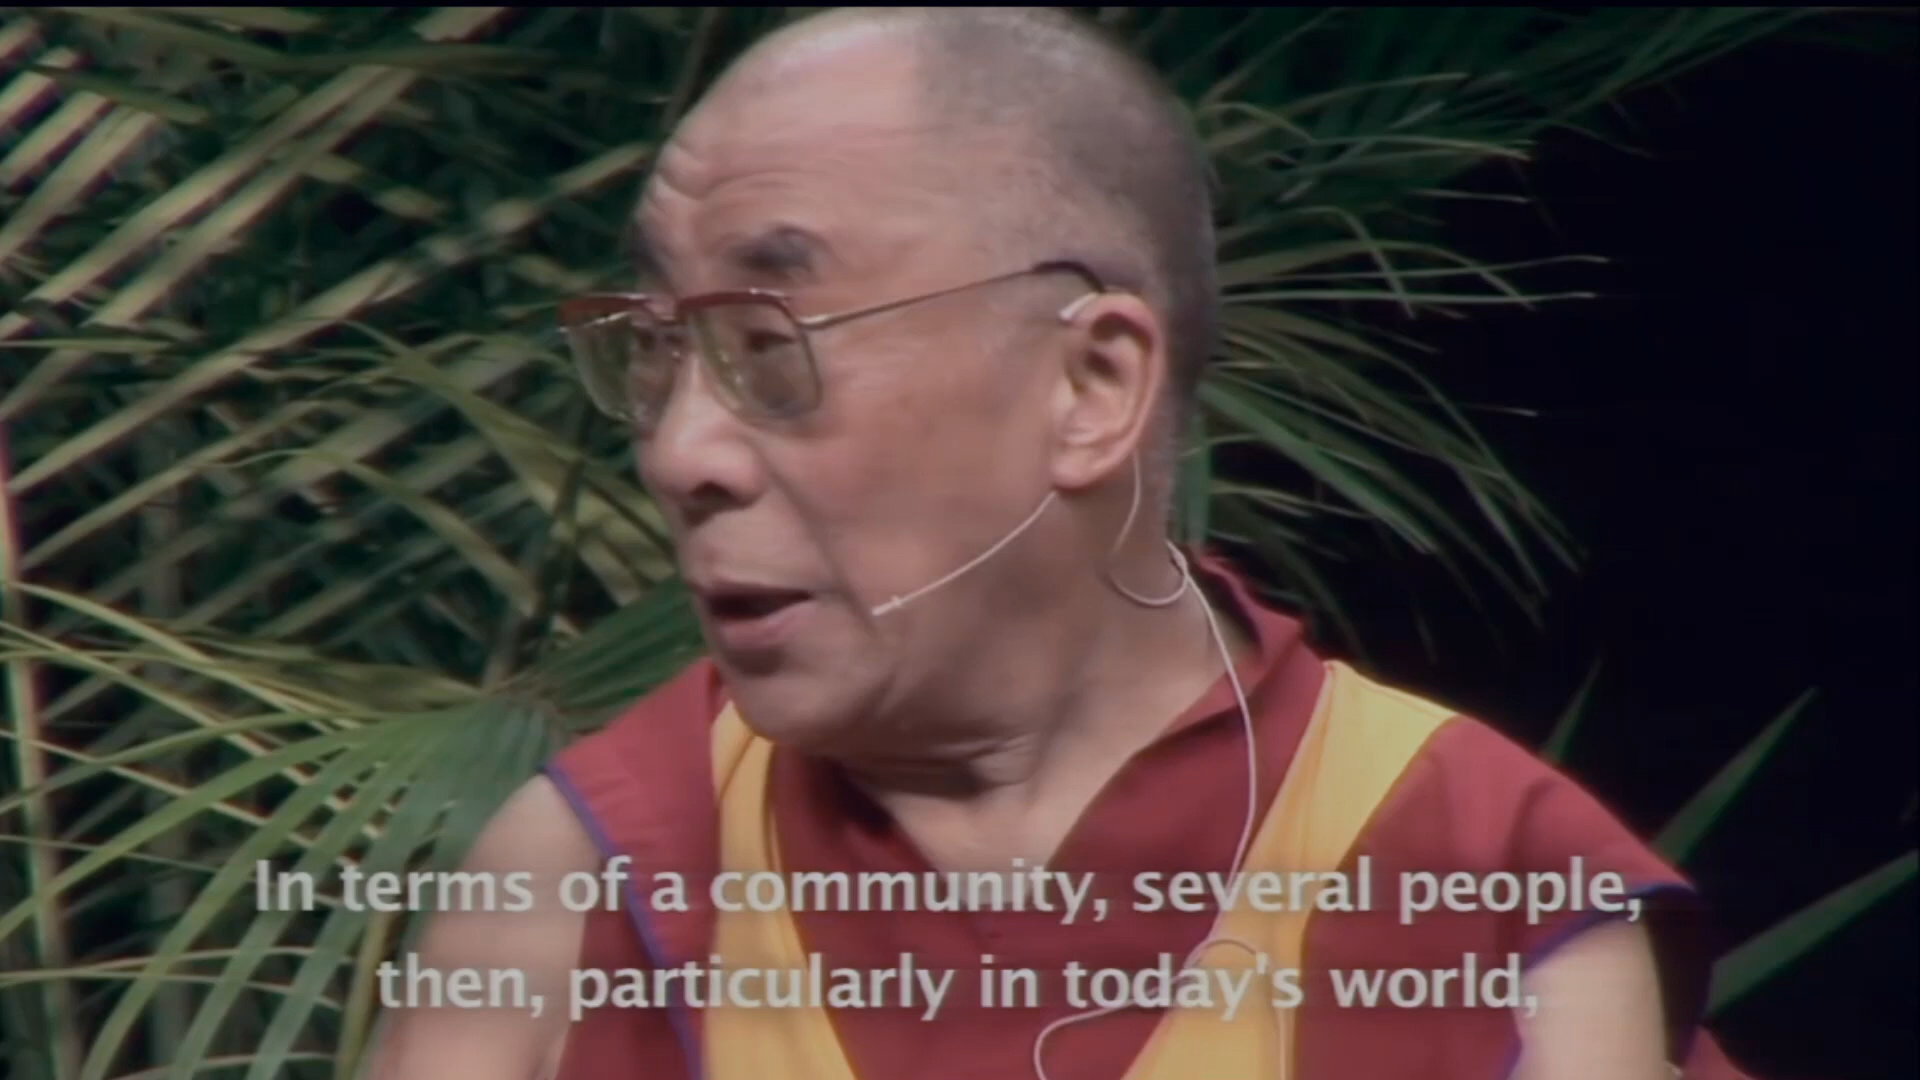 In terms of a community, several people,
then, particularly in today's world,